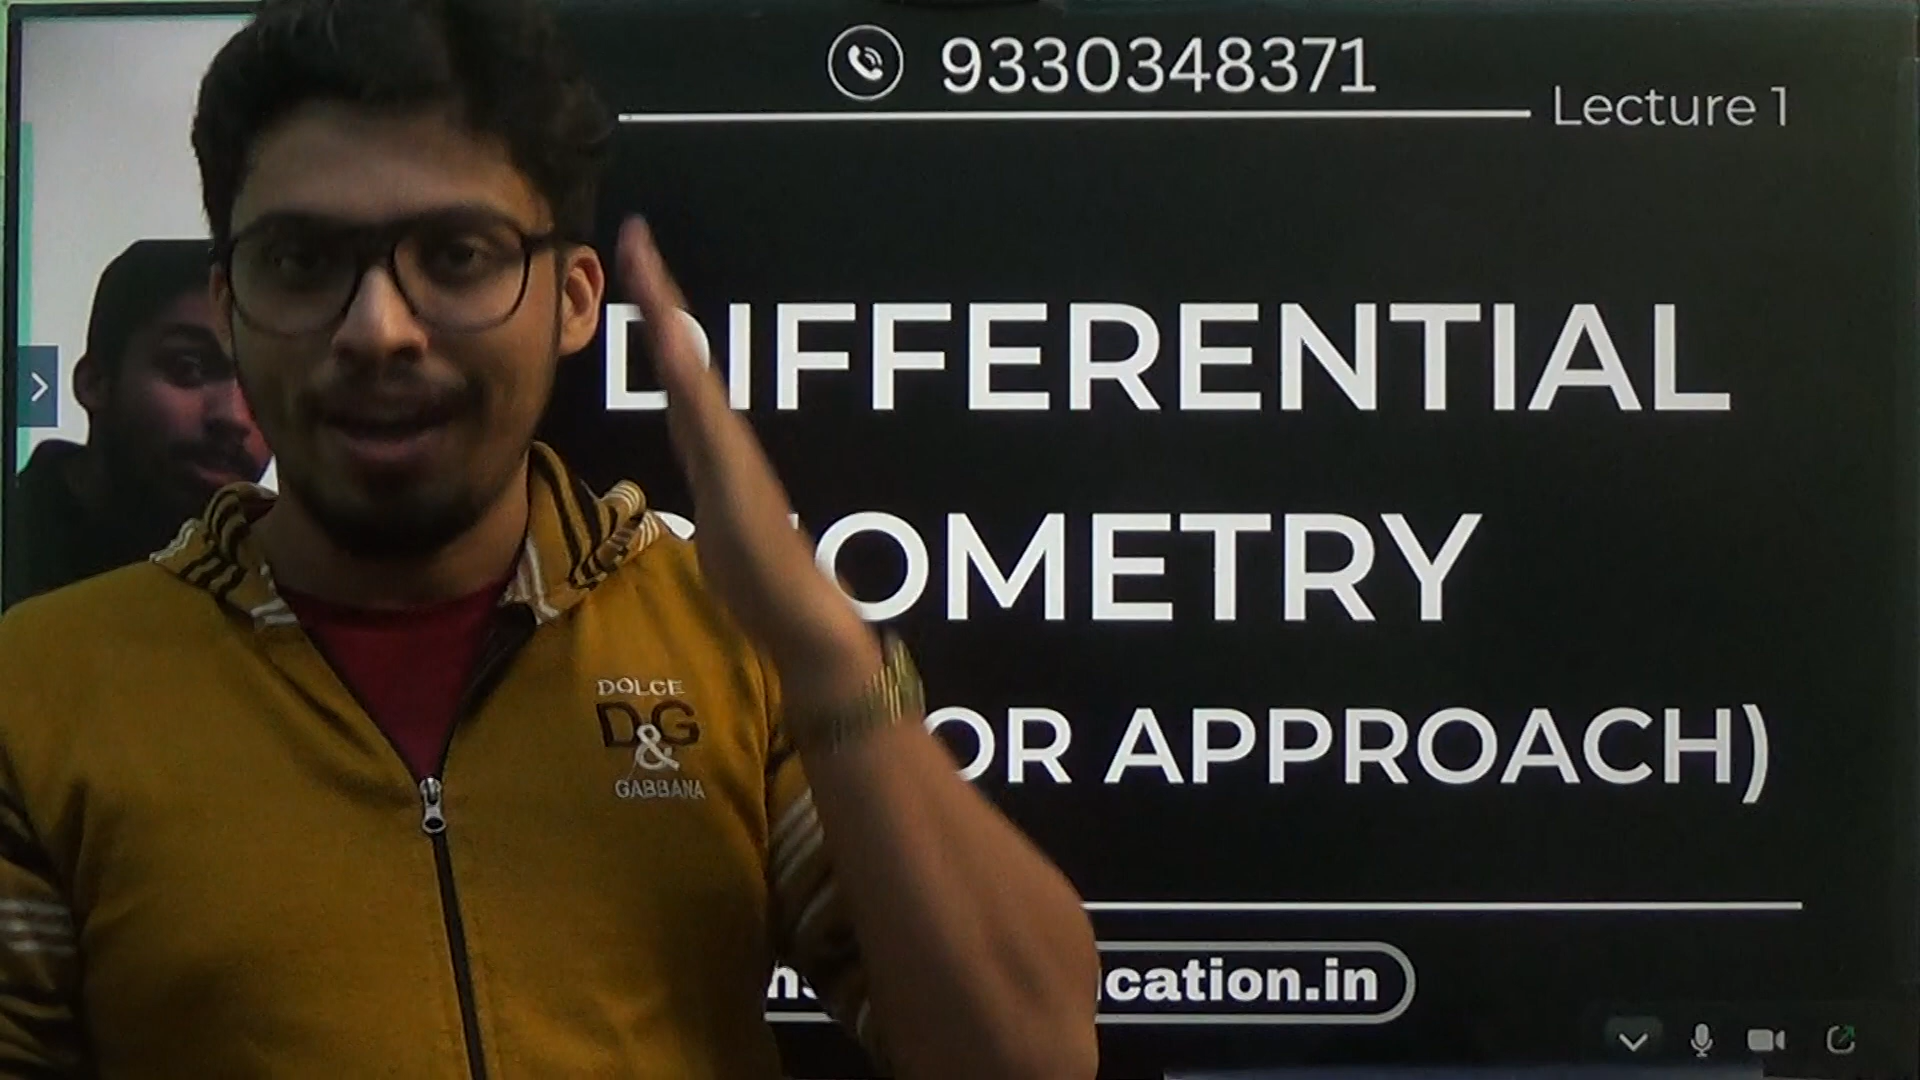 9330348371
Lecture 1
DIFFERENTIAL
OMETRY
OR APPROACH)
cation.in
DOLCE
D&G
GABBANA